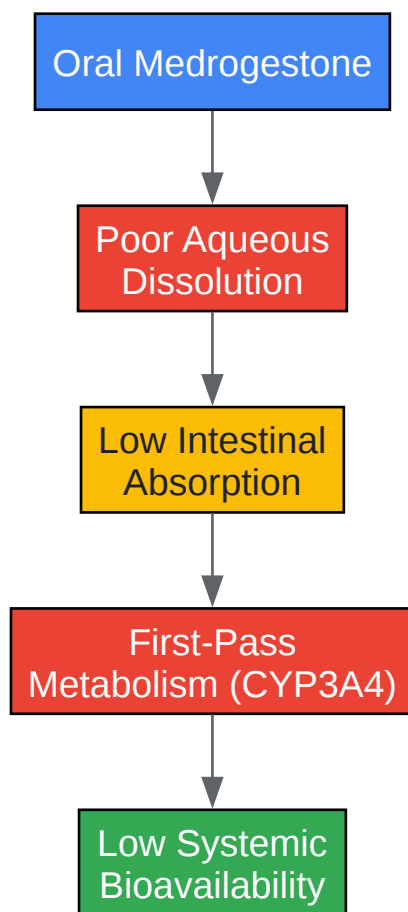 Oral Medrogestone
Poor Aqueous
Dissolution
Low Intestinal
Absorption
First-Pass
Metabolism (CYP3A4)
Low Systemic
Bioavailability